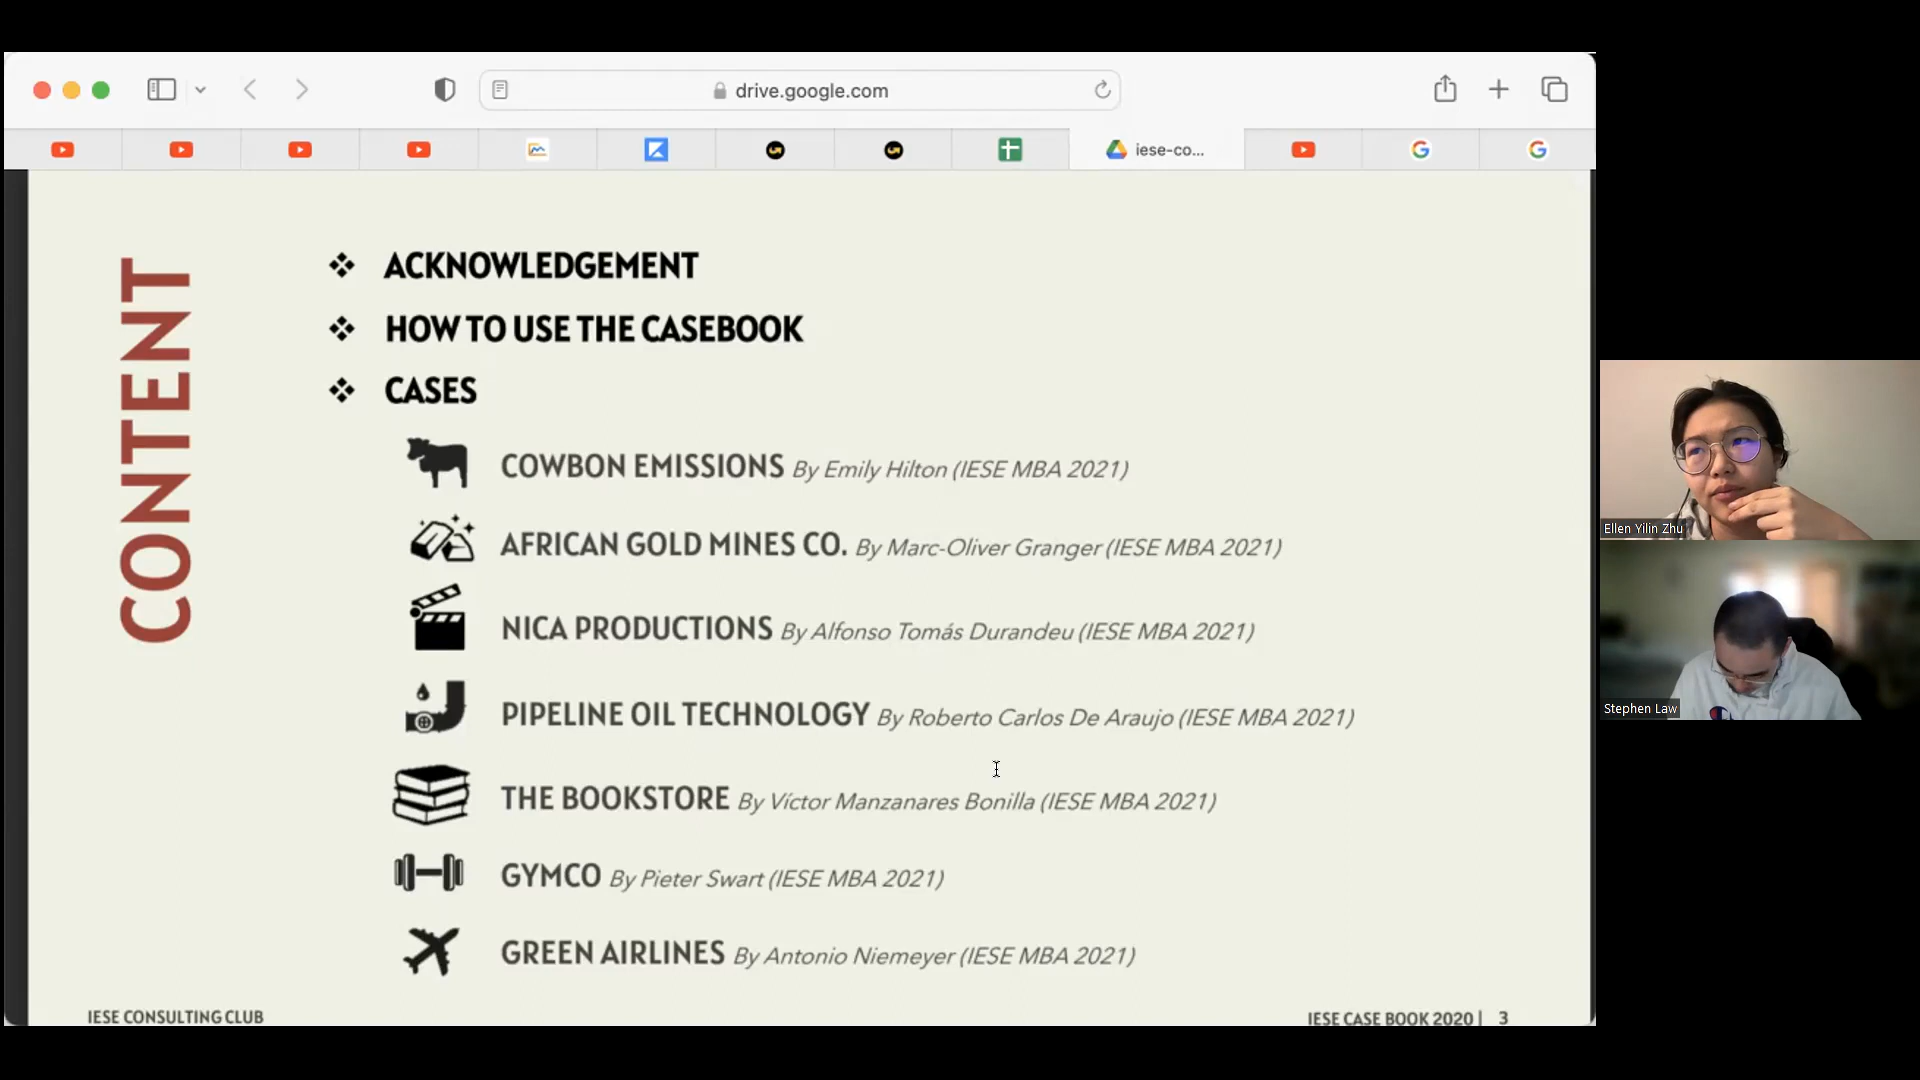 drive.google.com
iese-co...
CONTENT
ACKNOWLEDGEMENT
HOW TO USE THE CASEBOOK
CASES
COWBON EMISSIONS By Emily Hilton (IESE MBA 2021)
AFRICAN GOLD MINES CO. By Marc-Oliver Granger (IESE MBA 2021)
NICA PRODUCTIONS By Alfonso Tomás Durandeu (IESE MBA 2021)
PIPELINE OIL TECHNOLOGY By Roberto Carlos De Araujo (IESE MBA 2021)
THE BOOKSTORE By Víctor Manzanares Bonilla (IESE MBA 2021)
GYMCO By Pieter Swart (IESE MBA 2021)
GREEN AIRLINES By Antonio Niemeyer (IESE MBA 2021)
IESE CONSULTING CLUB
IESE CASE BOOK 2020 | 3
Ellen Yilin Zhu
Stephen Law